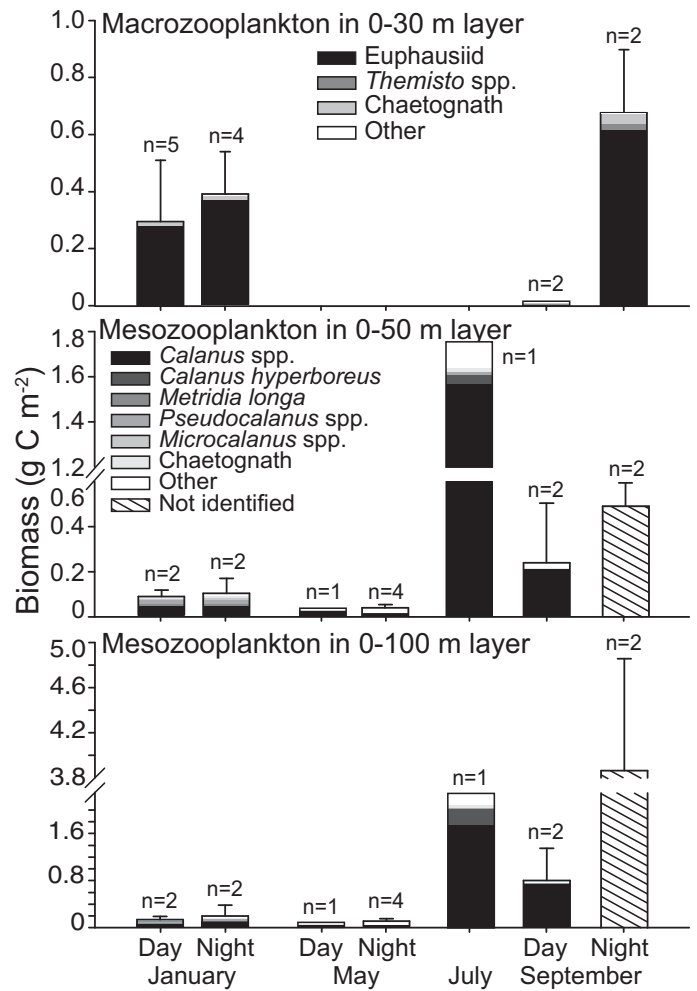 Macrozooplankton in 0-30 m layer
1.0
0.8
0.6
0.4
0.2
0
Euphausiid
Themisto spp.
Chaetognath
Other
n=5
n=4
n=2
n=2
Biomass (g C m-2)
Mesozooplankton in 0-50 m layer
1.8
1.6
1.4
1.2
0.6
0.4
0.2
0
Calanus spp.
Calanus hyperboreus
Metridia longa
Pseudocalanus spp.
Microcalanus spp.
Chaetognath
Other
Not identified
n=2
n=2
n=1
n=4
n=1
n=2
n=2
Mesozooplankton in 0-100 m layer
5.0
4.6
4.2
3.8
1.6
0.8
0
n=2
n=2
n=1
n=4
n=1
n=2
n=2
Day Night Day Night Day Night
January May July September